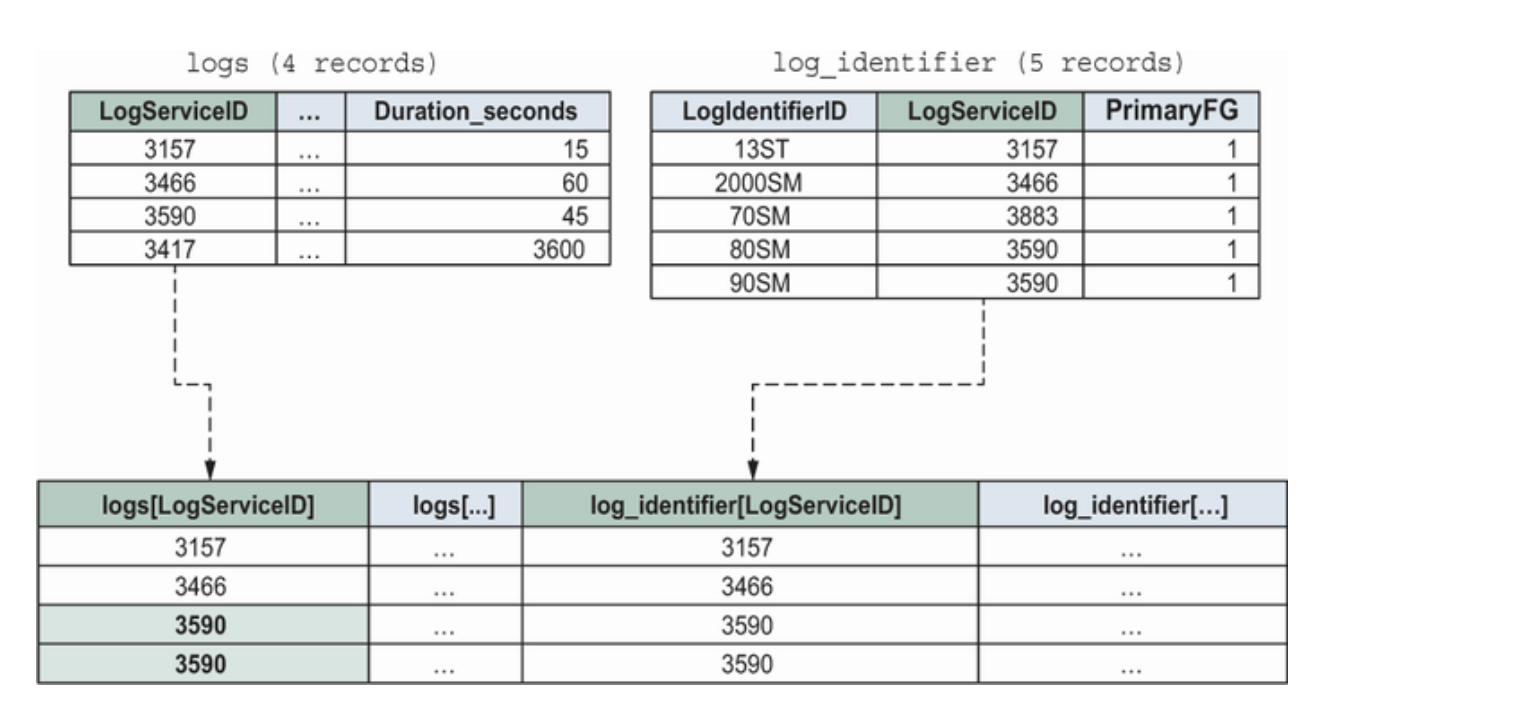 logs (4 records)
LogServiceID ... Duration_seconds
3157 ... 15
3466 ... 60
3590 ... 45
3417 ... 3600
log_identifier (5 records)
LogIdentifierID LogServiceID PrimaryFG
13ST 3157 1
2000SM 3466 1
70SM 3883 1
80SM 3590 1
90SM 3590 1
logs[LogServiceID] logs[...] log_identifier[LogServiceID] log_identifier[...]
3157 ... 3157 ...
3466 ... 3466 ...
3590 ... 3590 ...
3590 ... 3590 ...